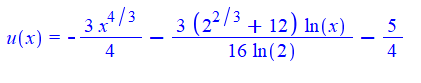 u(x) = - 3 x^{4/3} / 4 - 3 (2^{2/3} + 12) ln(x) / 16 ln(2) - 5 / 4